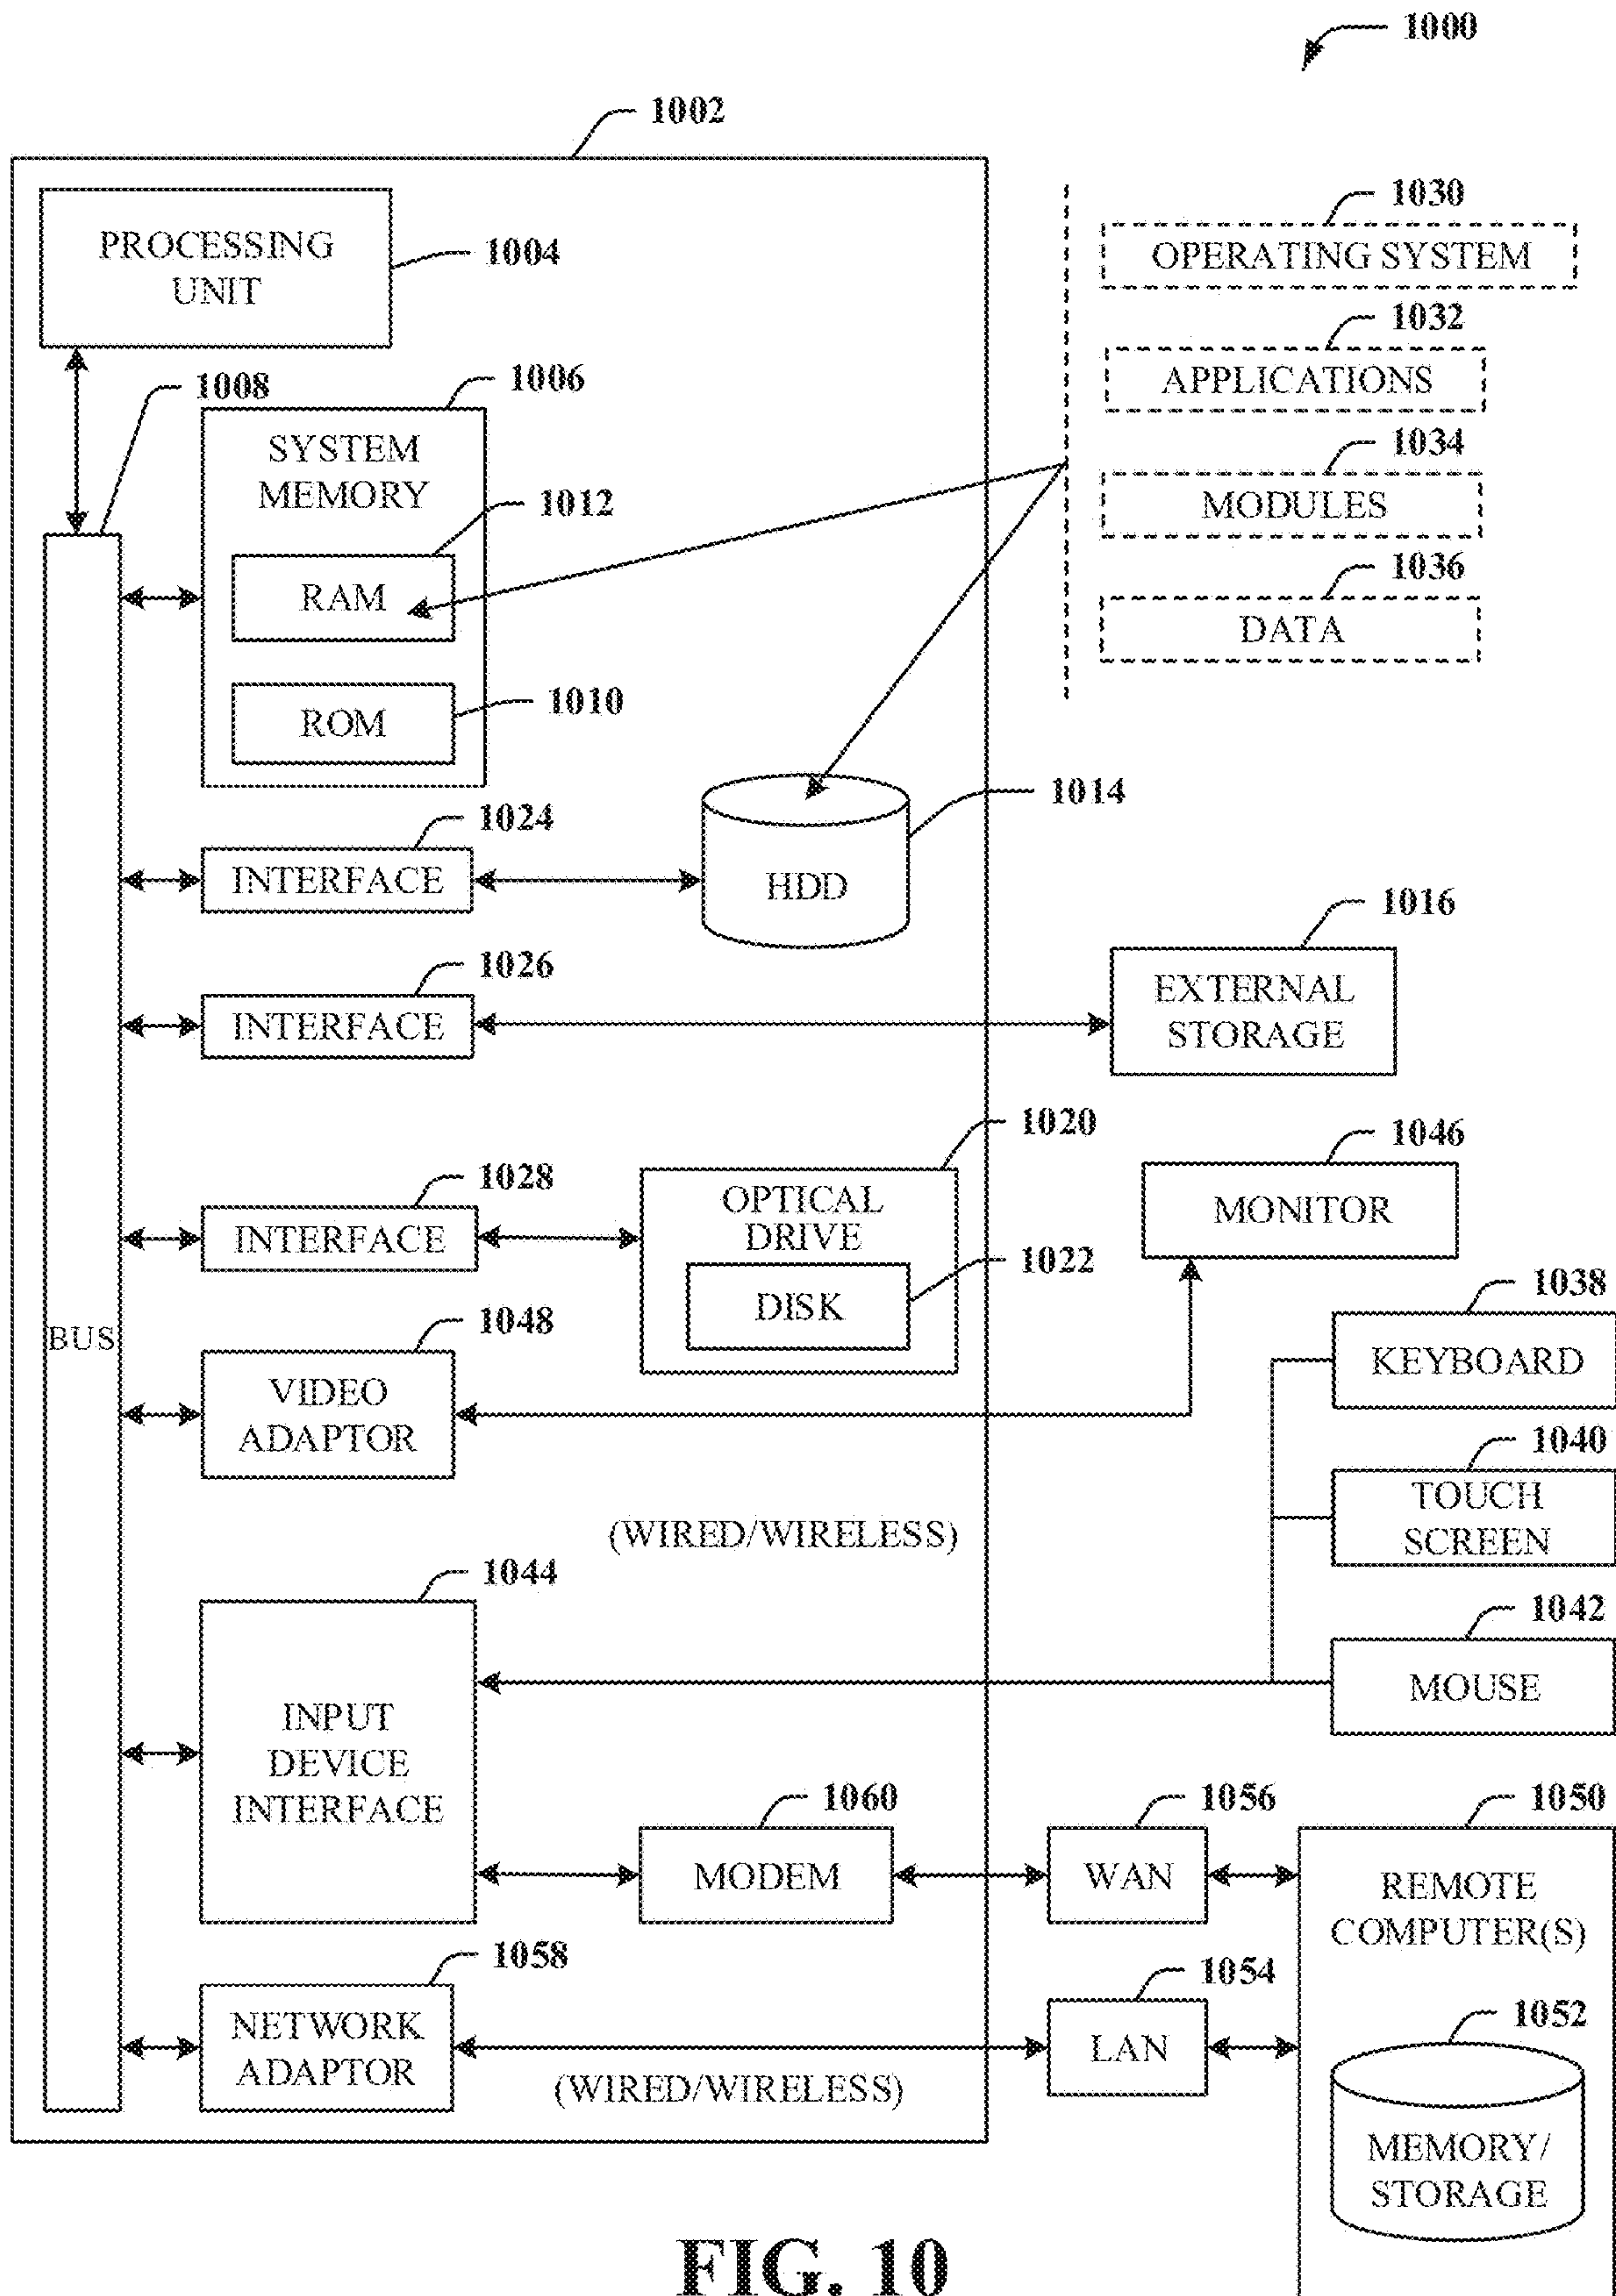 1000
1002
PROCESSING
UNIT
1004
1030
OPERATING SYSTEM
1032
APPLICATIONS
1034
MODULES
1036
DATA
1008
1006
SYSTEM
MEMORY
1012
RAM
1010
ROM
1024
INTERFACE
1014
HDD
1026
INTERFACE
1016
EXTERNAL
STORAGE
1028
INTERFACE
1020
OPTICAL
DRIVE
1022
DISK
1046
MONITOR
BUS
1048
VIDEO
ADAPTOR
1038
KEYBOARD
1040
TOUCH
SCREEN
(WIRED/WIRELESS)
1042
MOUSE
1044
INPUT
DEVICE
INTERFACE
1060
MODEM
1056
WAN
1050
REMOTE
COMPUTER(S)
1058
NETWORK
ADAPTOR
(WIRED/WIRELESS)
1054
LAN
1052
MEMORY/
STORAGE
FIG. 10